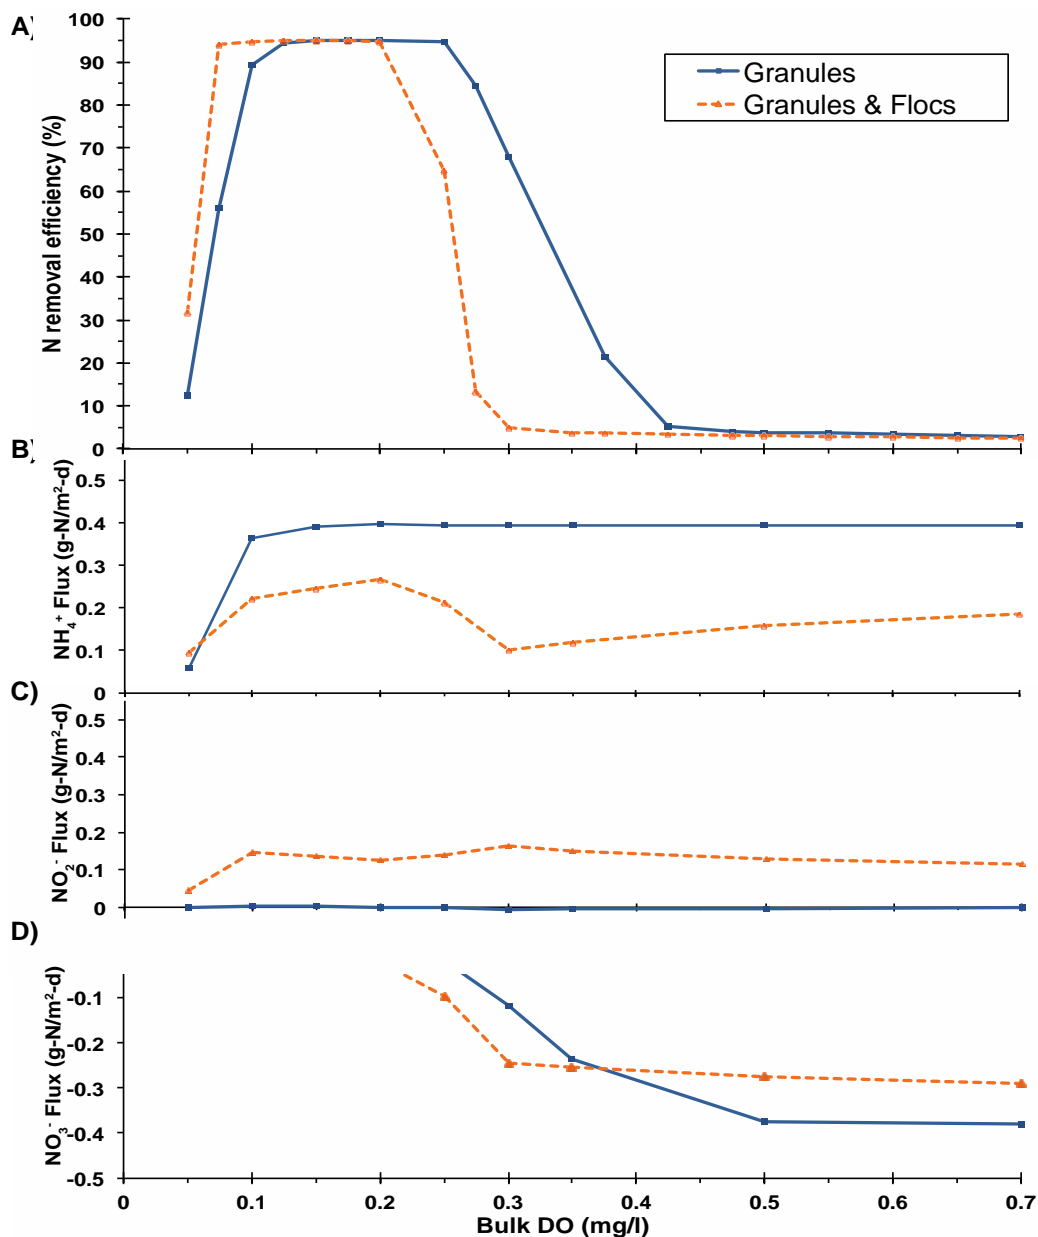 A)
100
90
80
70
60
50
40
30
20
10
0
N removal efficiency (%)
Granules
Granules & Flocs
B)
0.5
0.4
0.3
0.2
0.1
0
NH₄⁺ Flux (g-N/m²-d)
C)
0.5
0.4
0.3
0.2
0.1
0
NO₂⁻ Flux (g-N/m²-d)
D)
-0.1
-0.2
-0.3
-0.4
-0.5
NO₃⁻ Flux (g-N/m²-d)
0 0.1 0.2 0.3 0.4 0.5 0.6 0.7
Bulk DO (mg/l)